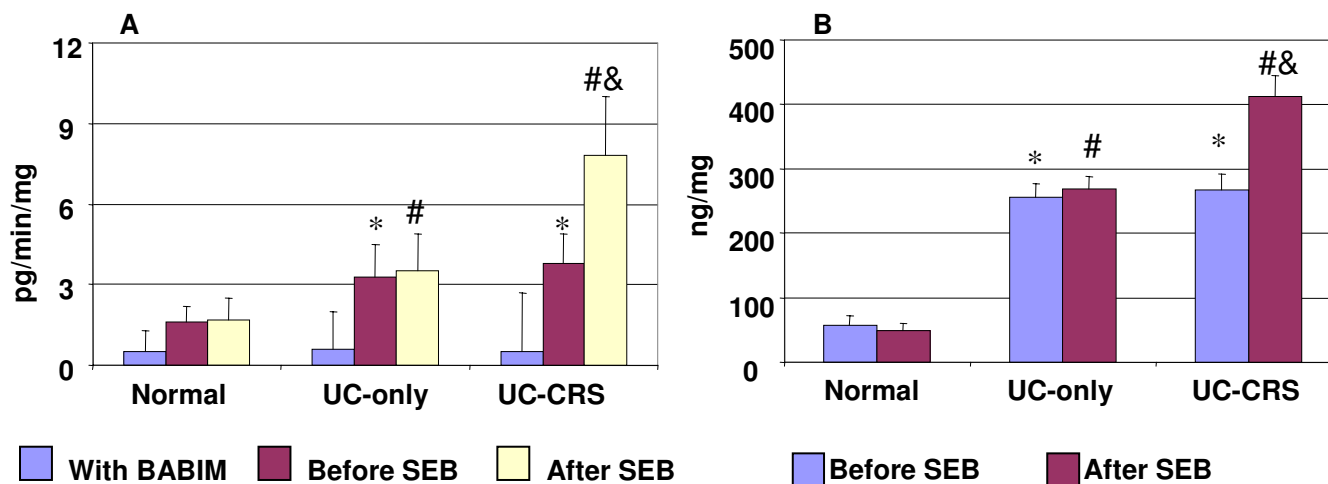 A
12
9
6
3
0
pg/min/mg
* # * #&
Normal UC-only UC-CRS
With BABIM Before SEB After SEB
B
500
400
300
200
100
0
ng/mg
* # * #&
Normal UC-only UC-CRS
Before SEB After SEB